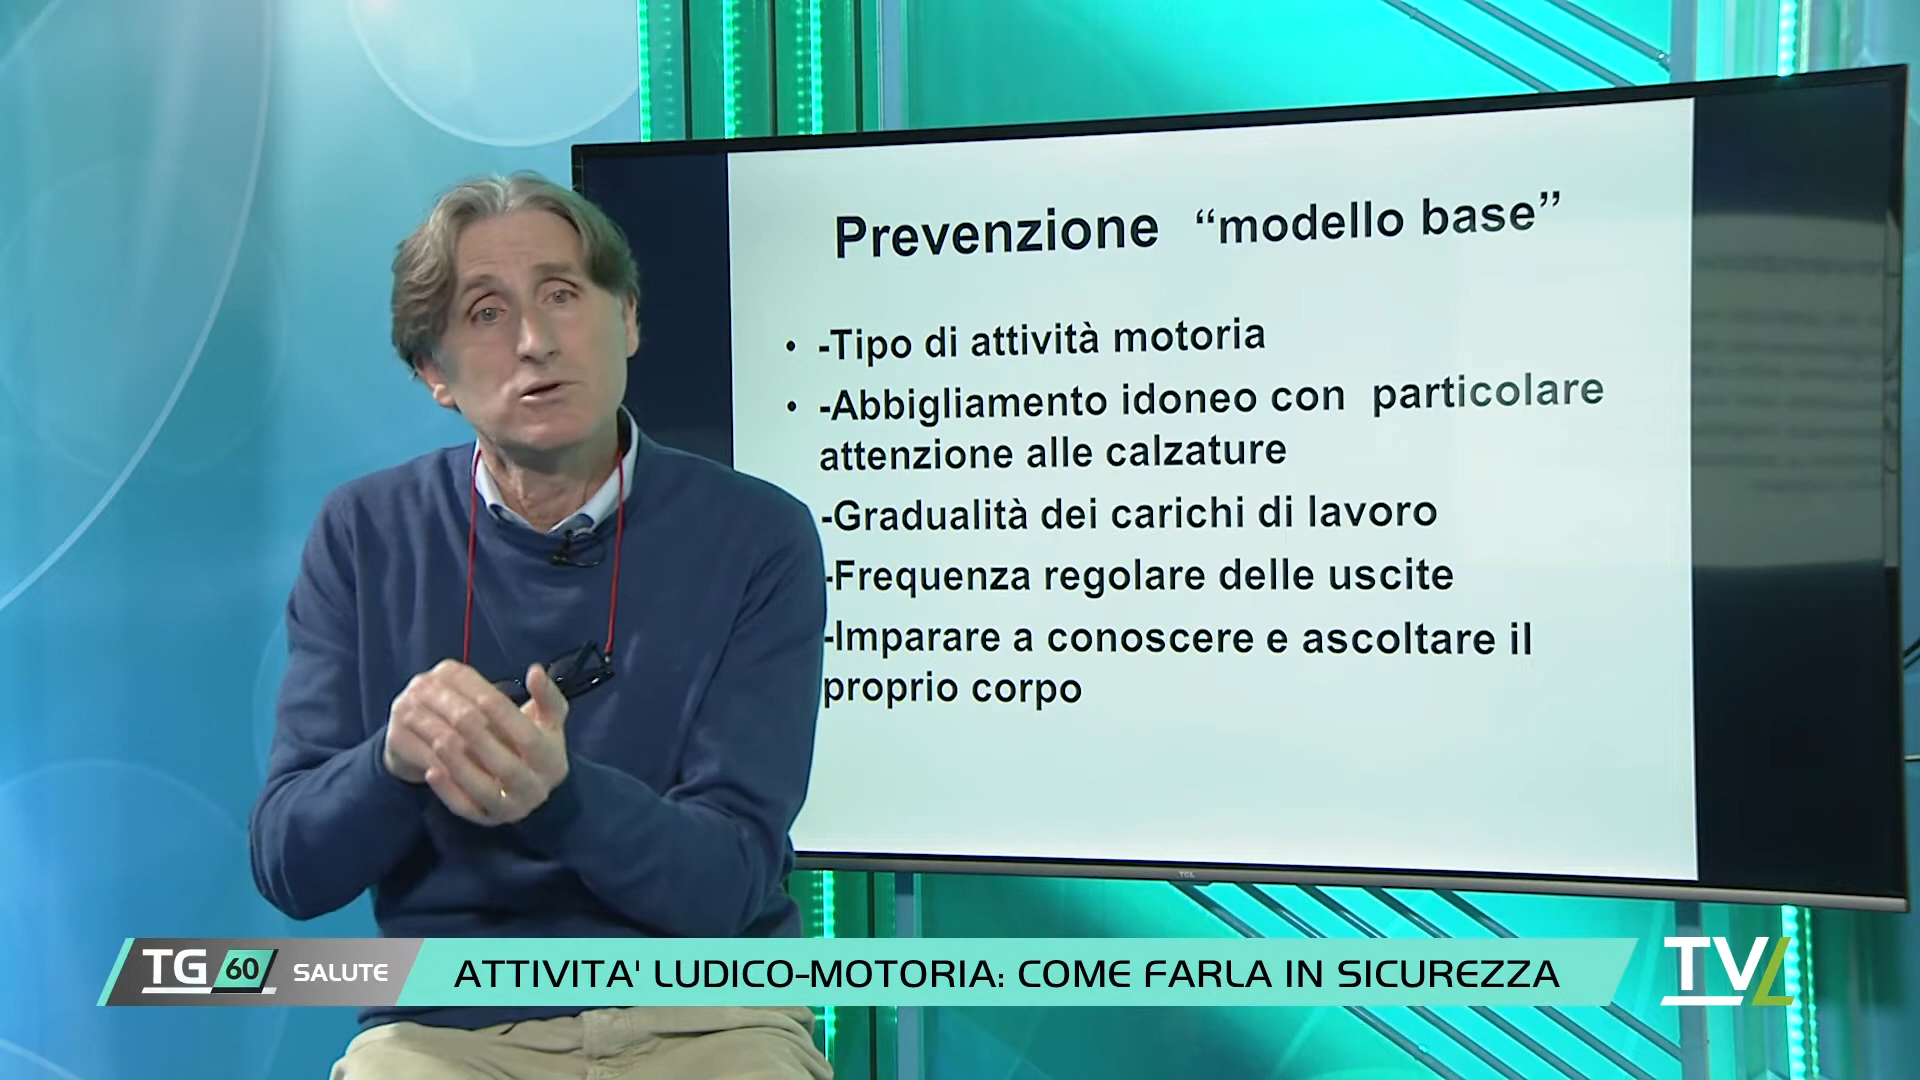 Prevenzione “modello base”
• -Tipo di attività motoria
• -Abbigliamento idoneo con particolare
attenzione alle calzature
-Gradualità dei carichi di lavoro
-Frequenza regolare delle uscite
-Imparare a conoscere e ascoltare il
proprio corpo
TCL
TG 60 SALUTE
ATTIVITA' LUDICO-MOTORIA: COME FARLA IN SICUREZZA
TVL